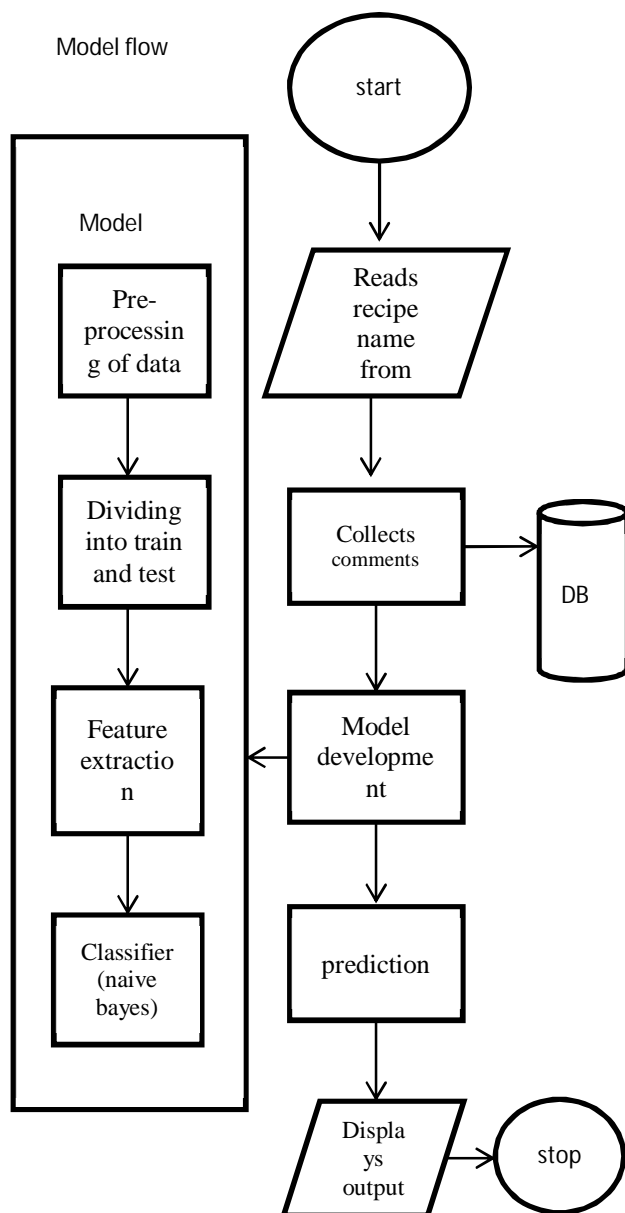 Model flow
start
Model
Pre-
processin
g of data
Dividing
into train
and test
Feature
extractio
n
Classifier
(naive
bayes)
Reads
recipe
name
from
Collects
comments
DB
Model
developme
nt
prediction
Displa
ys
output
stop